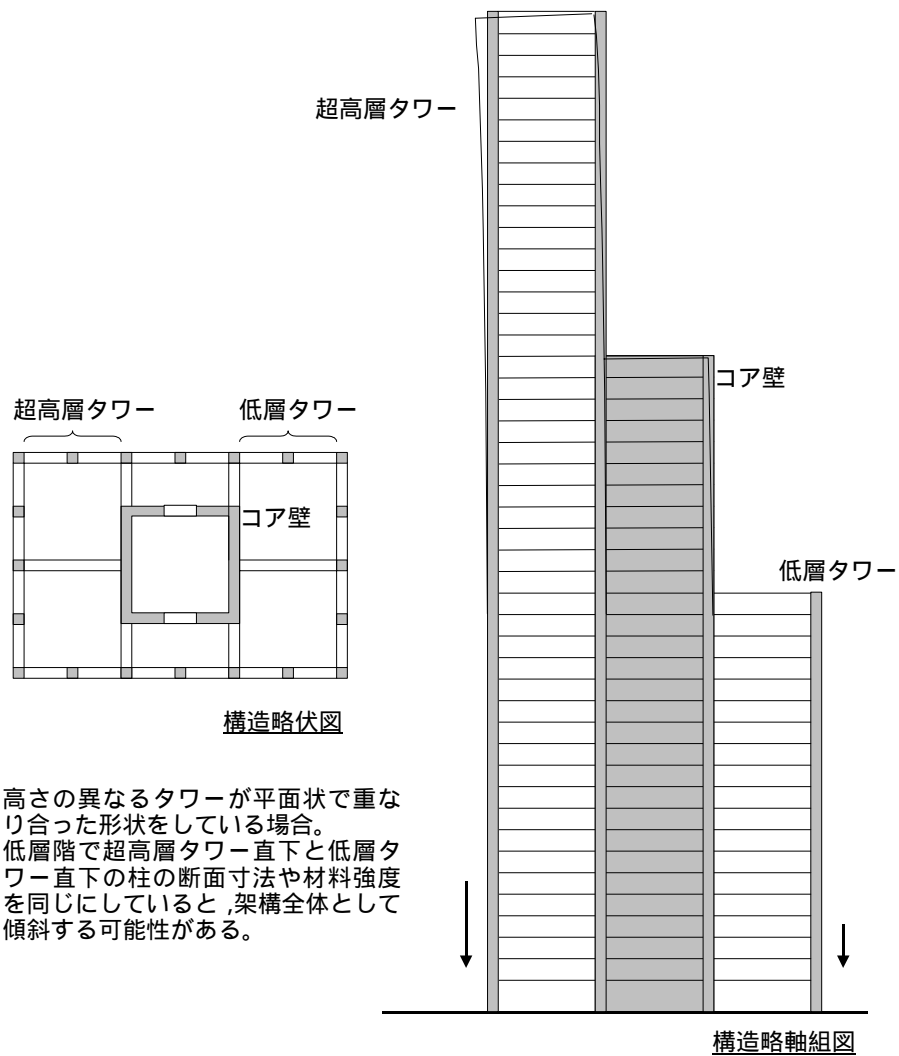 超高層タワー
コア壁
低層タワー
超高層タワー
低層タワー
コア壁
構造略伏図
高さの異なるタワーが平面状で重な
り合った形状をしている場合。
低層階で超高層タワー直下と低層タ
ワー直下の柱の断面寸法や材料強度
を同じにしていると,架構全体として
傾斜する可能性がある。
構造略軸組図